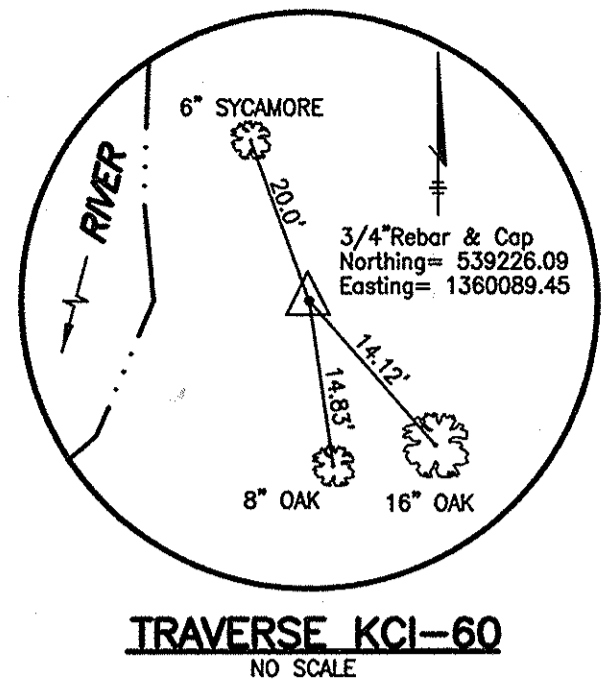 6" SYCAMORE
RIVER
20.0'
3/4"Rebar & Cap
Northing= 539226.09
Easting= 1360089.45
14.12'
14.83'
8" OAK
16" OAK
TRAVERSE KCI-60
NO SCALE